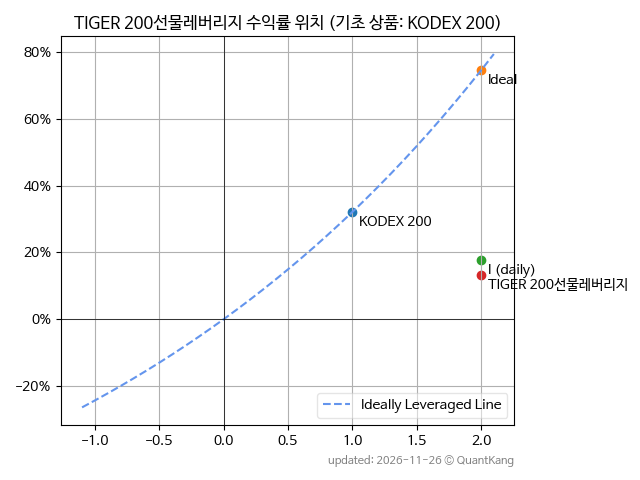 TIGER 200선물레버리지 수익률 위치 (기초 상품: KODEX 200)
80%
60%
40%
20%
0%
−20%
Ideal
KODEX 200
I (daily)
TIGER 200선물레버리지
Ideally Leveraged Line
−1.0
−0.5
0.0
0.5
1.0
1.5
2.0
updated: 2026-11-26 © QuantKang